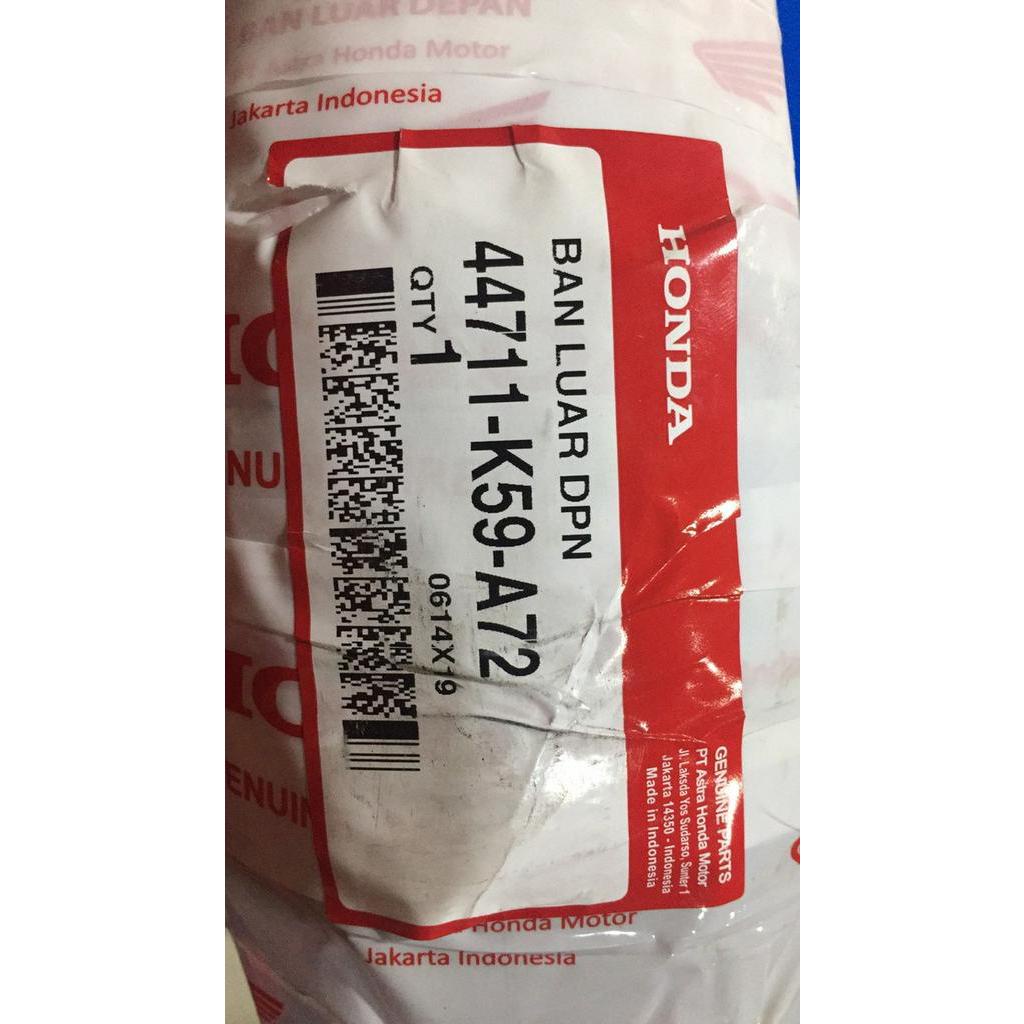 BAN LUAR DEPAN
PT Astra Honda Motor
Jakarta Indonesia
HONDA
GENUINE PARTS
PT Astra Honda Motor
Jl. Laksda Yos Sudarso, Sunter 1
Jakarta 14350 - Indonesia
Made in Indonesia
BAN LUAR DPN
44711-K59-A72
QTY 1
0614X19
Honda Motor
Jakarta Indonesia